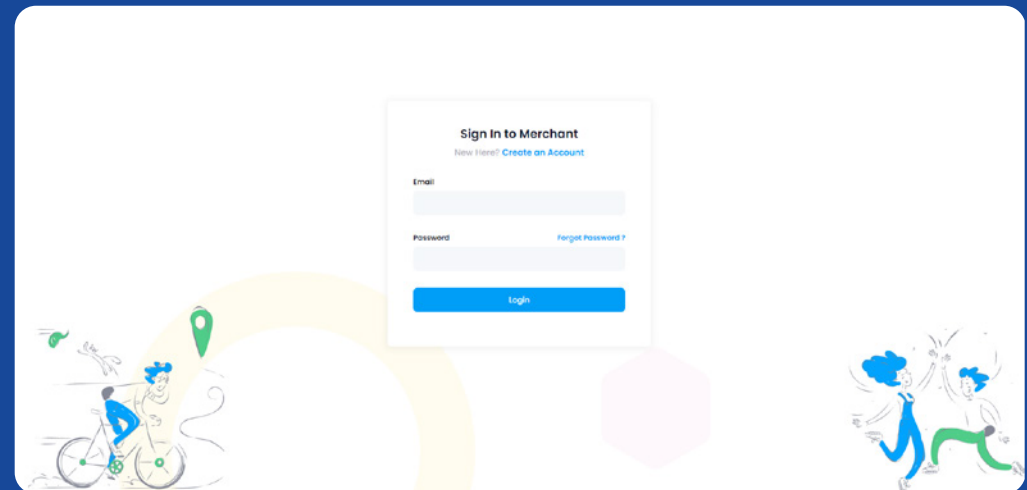 Sign In to Merchant
New Here? Create an Account
Email
Password Forgot Password ?
Login